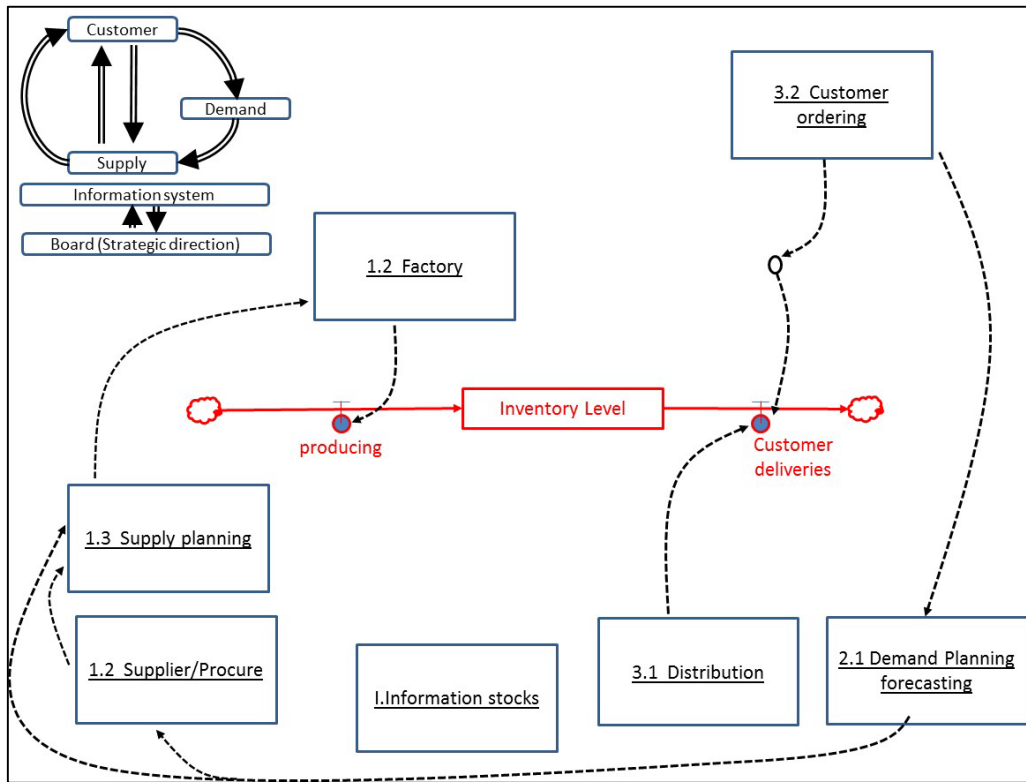 Customer
Demand
Supply
Information system
Board (Strategic direction)
3.2 Customer
ordering
1.2 Factory
Inventory Level
producing
Customer
deliveries
1.3 Supply planning
1.2 Supplier/Procure
I.Information stocks
3.1 Distribution
2.1 Demand Planning
forecasting